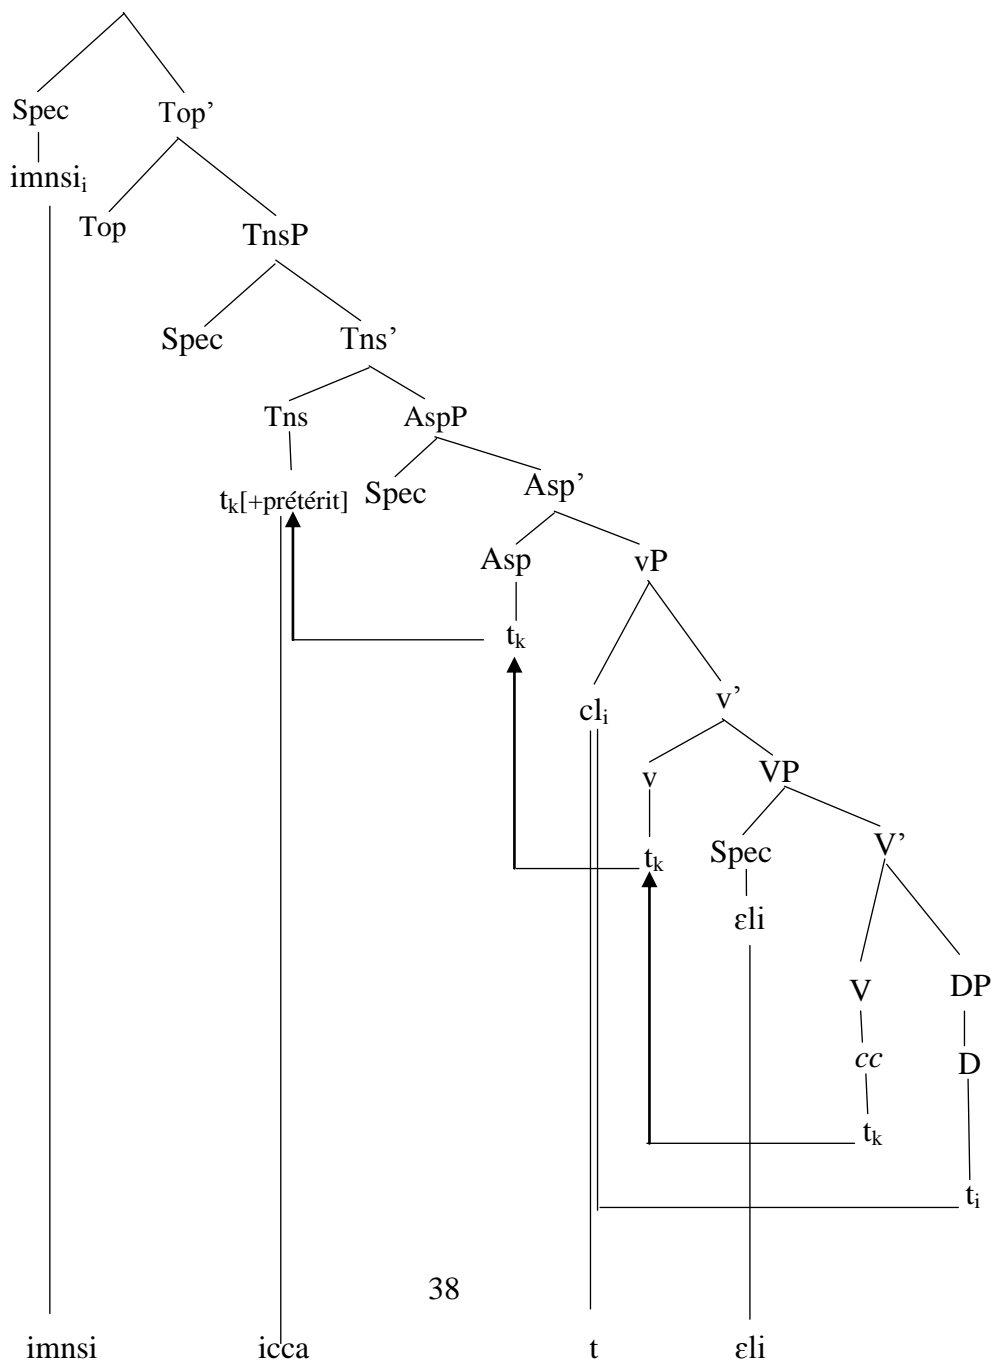 Spec Top’
imnsiᵢ
Top TnsP
Spec Tns’
Tns AspP
tₖ[+prétérit] Spec Asp’
Asp vP
tₖ
clᵢ v’
v VP
tₖ Spec V’
εli
V DP
cc D
tₖ
tᵢ
38
imnsi icca t εli